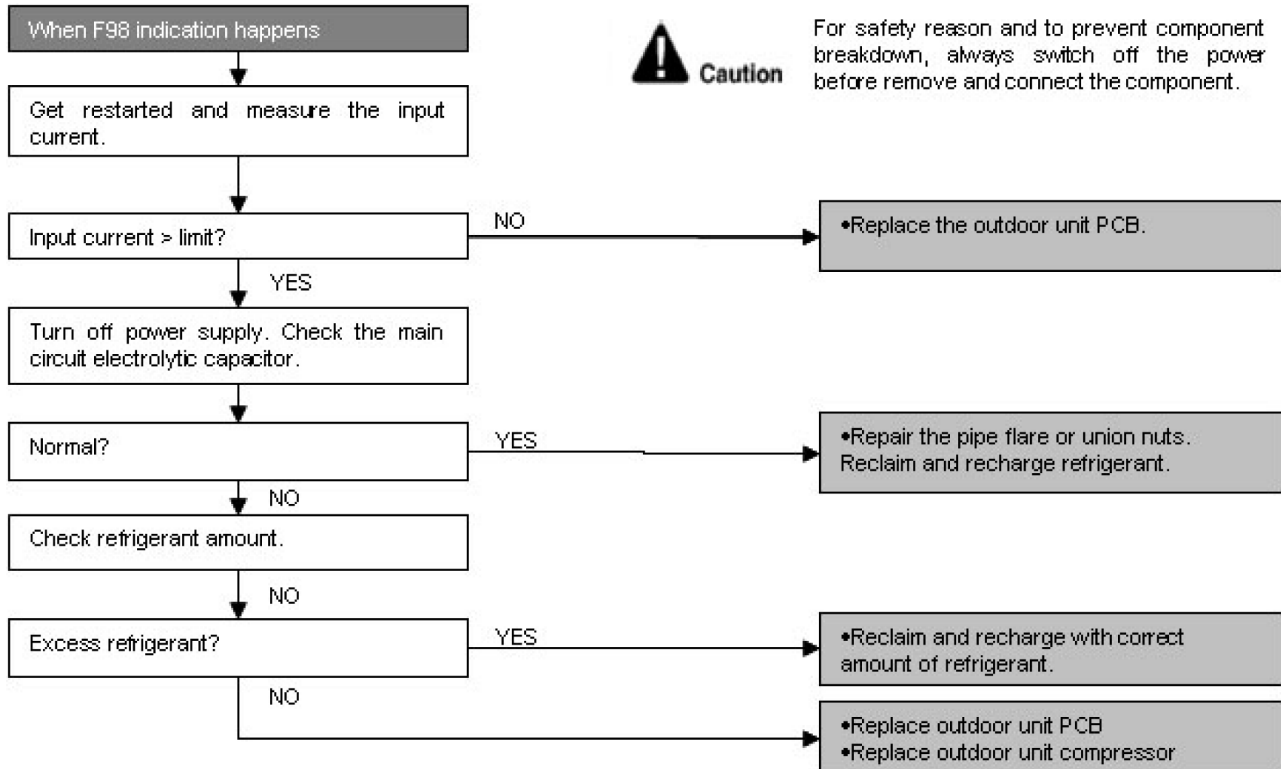 When F98 indication happens
Caution
For safety reason and to prevent component
breakdown, always switch off the power
before remove and connect the component.
Get restarted and measure the input
current.
Input current > limit?
NO
•Replace the outdoor unit PCB.
YES
Turn off power supply. Check the main
circuit electrolytic capacitor.
Normal?
YES
•Repair the pipe flare or union nuts.
Reclaim and recharge refrigerant.
NO
Check refrigerant amount.
NO
Excess refrigerant?
YES
•Reclaim and recharge with correct
amount of refrigerant.
NO
•Replace outdoor unit PCB
•Replace outdoor unit compressor